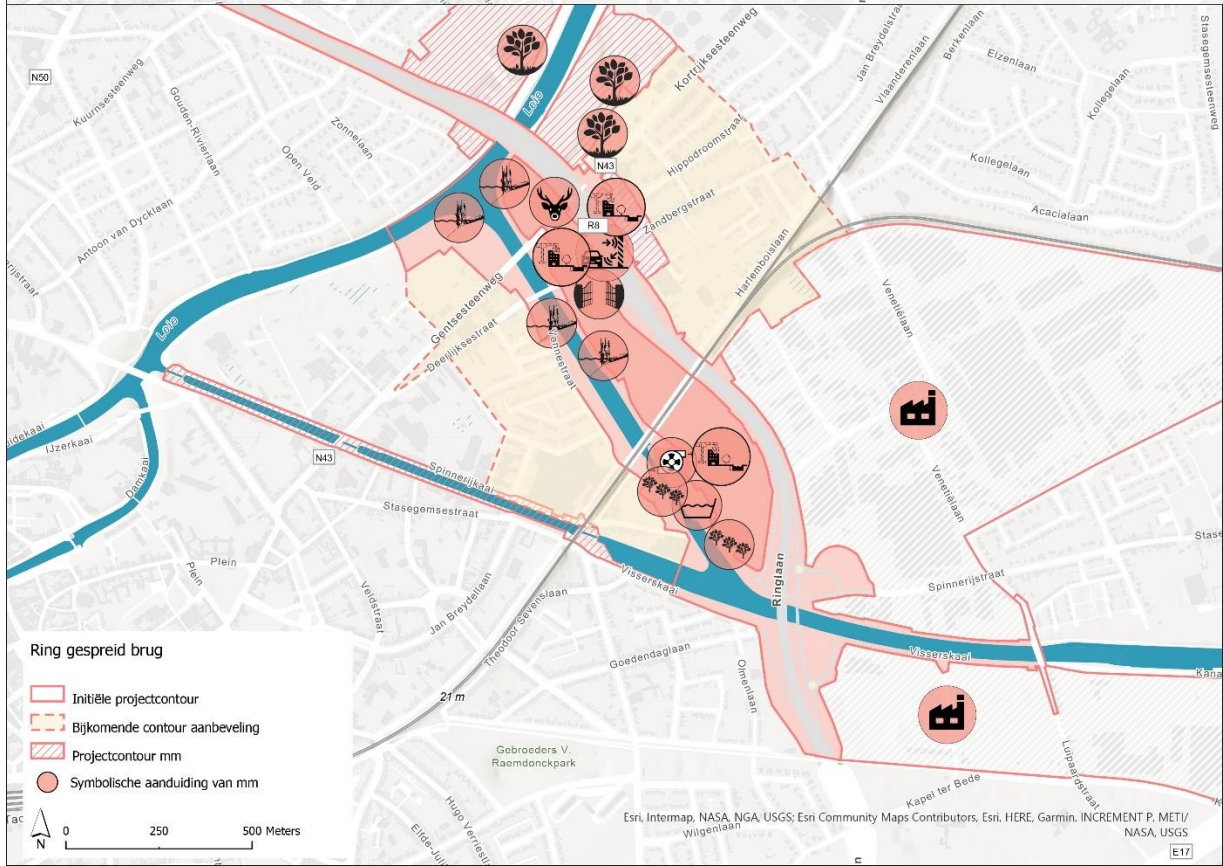 N50
Kuurnsesteenweg
Gouden-Rivierlaan
Open Veld
Zonnelaan
Antoon van Dycklaan
Leie
Kortrijksesteenweg
Jan Breydelstraat
Vlaanderenlaan
Berkenlaan
Elzenlaan
Kollegelaan
Stasegemsesteenweg
Hippodroomstraat
N43
Kollegelaan
Zandbergstraat
Acacialaan
R8
Harlemboislaan
Venetiëlaan
Gentsesteenweg
Deerlijksestraat
Vannestraat
Leie
IJzerkaai
Damkaai
N43
Spinnerijkaai
Stasegemsestraat
Plein
Plein
Veldstraat
Jan Breydellaan
Theodoor Sevenslaan
Visserskaai
Goedendaglaan
Olmenlaan
Ringlaan
Venetiëlaan
Spinnerijstraat
Visserskaai
Luipaardstraat
Kapel ter Bede
21 m
Gebroeders V.
Raemdonckpark
Hugo Verriest
Wilgenlaan
Ring gespreid brug
Initiële projectcontour
Bijkomende contour aanbeveling
Projectcontour mm
Symbolische aanduiding van mm
N
0 250 500 Meters
Esri, Intermap, NASA, NGA, USGS; Esri Community Maps Contributors, Esri, HERE, Garmin, INCREMENT P, METI/
NASA, USGS
E17